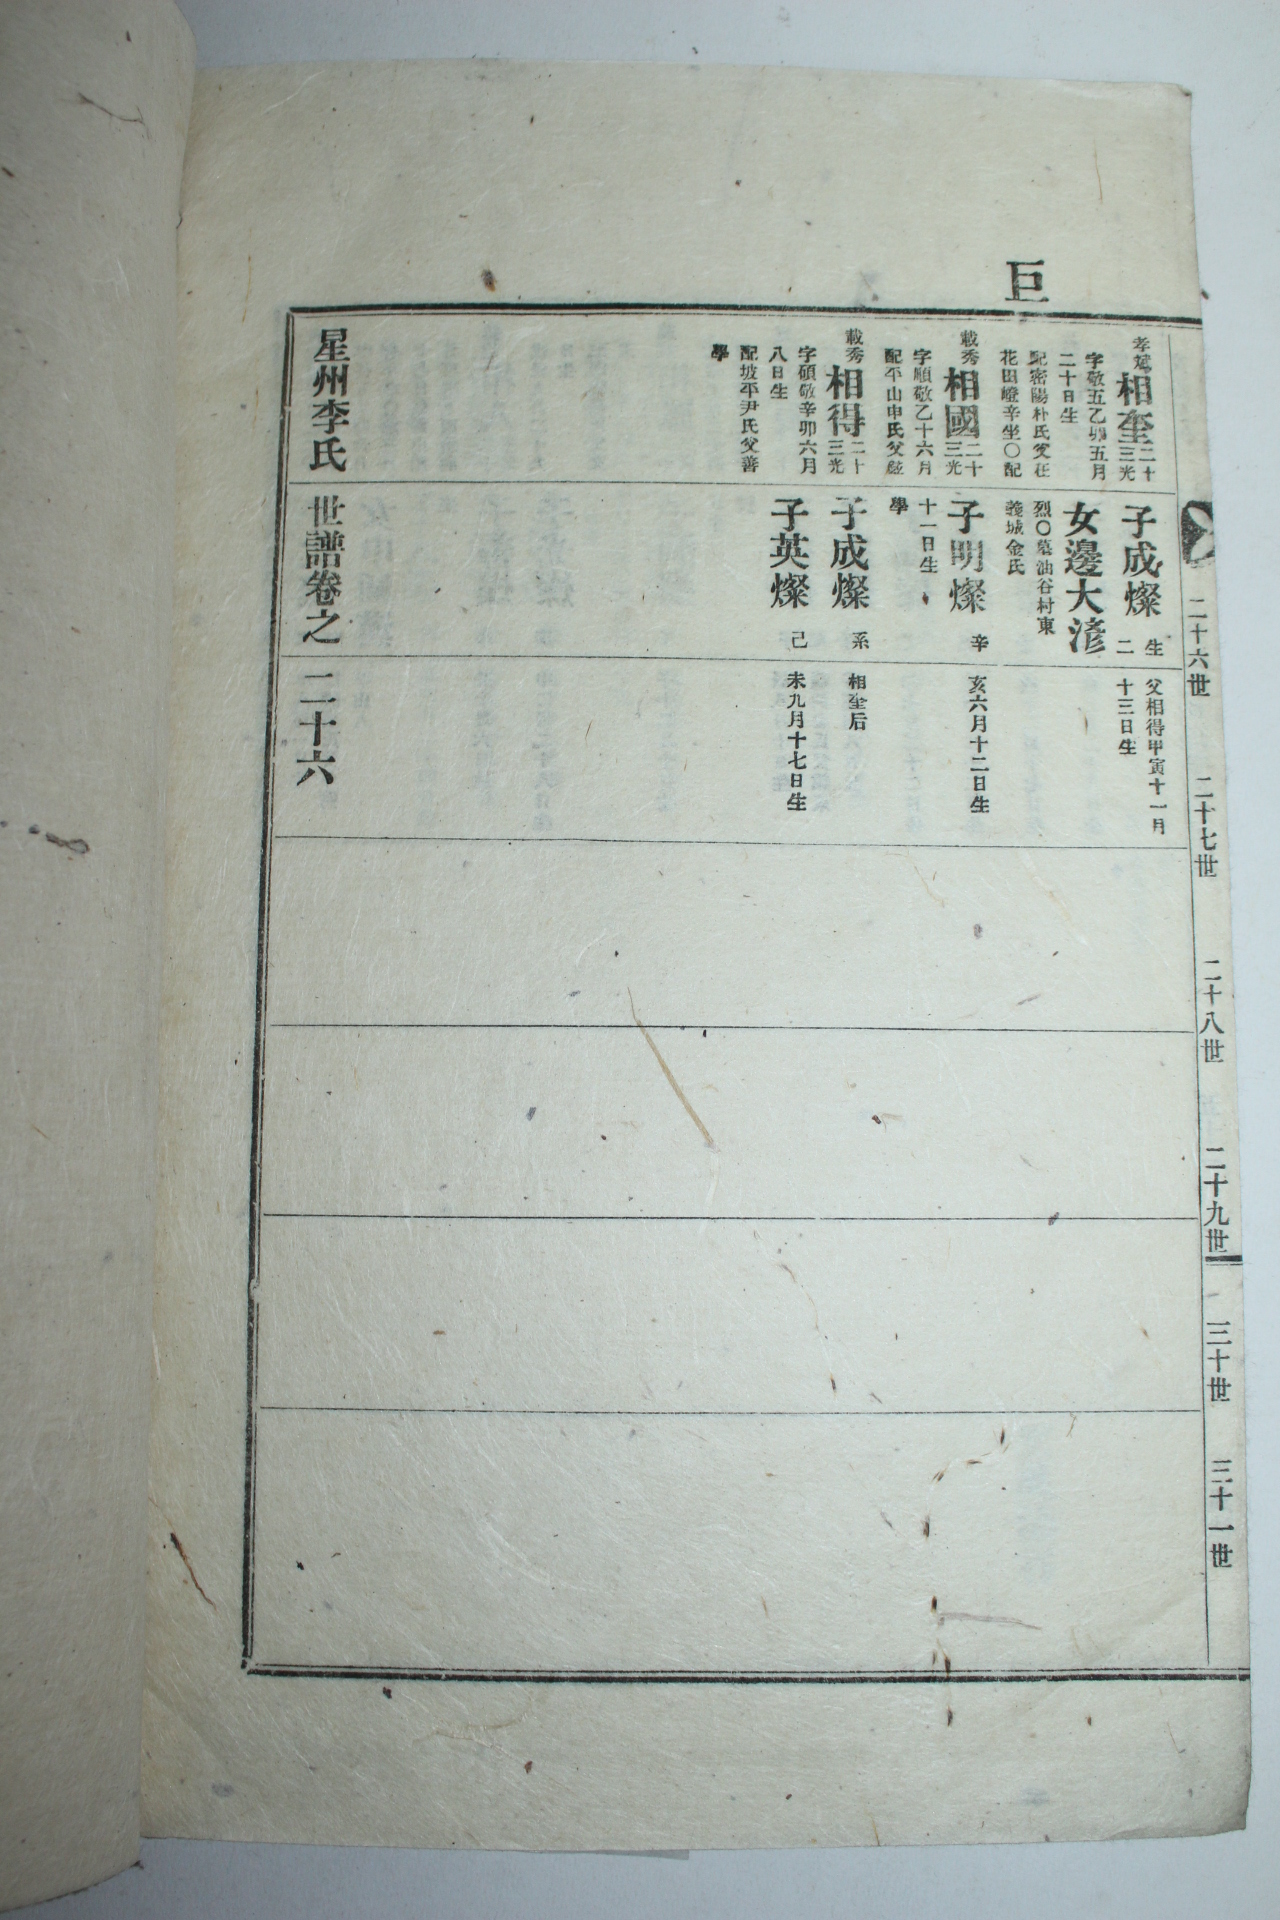 巨
二十六世
二十七世
二十八世
二十九世
三十世
三十一世
孝斌
相奎
二十
三光
字敬五乙卯五月
二十日生
配密陽朴氏父在
花田嶝辛坐○配
子成燦
生
二
父相得甲寅十一月
十三日生
女邊大渗
烈○墓油谷村東
義城金氏
載秀
相國
二十
三光
字順敬乙十六月
配平山申氏父慶
子明燦
辛
亥六月十二日生
十一日生
學
載秀
相得
二十
三光
字碩敬辛卯六月
八日生
配坡平尹氏父善
學
子成燦
系
相奎后
子英燦
己
未九月十七日生
星州李氏 世譜卷之 二十六